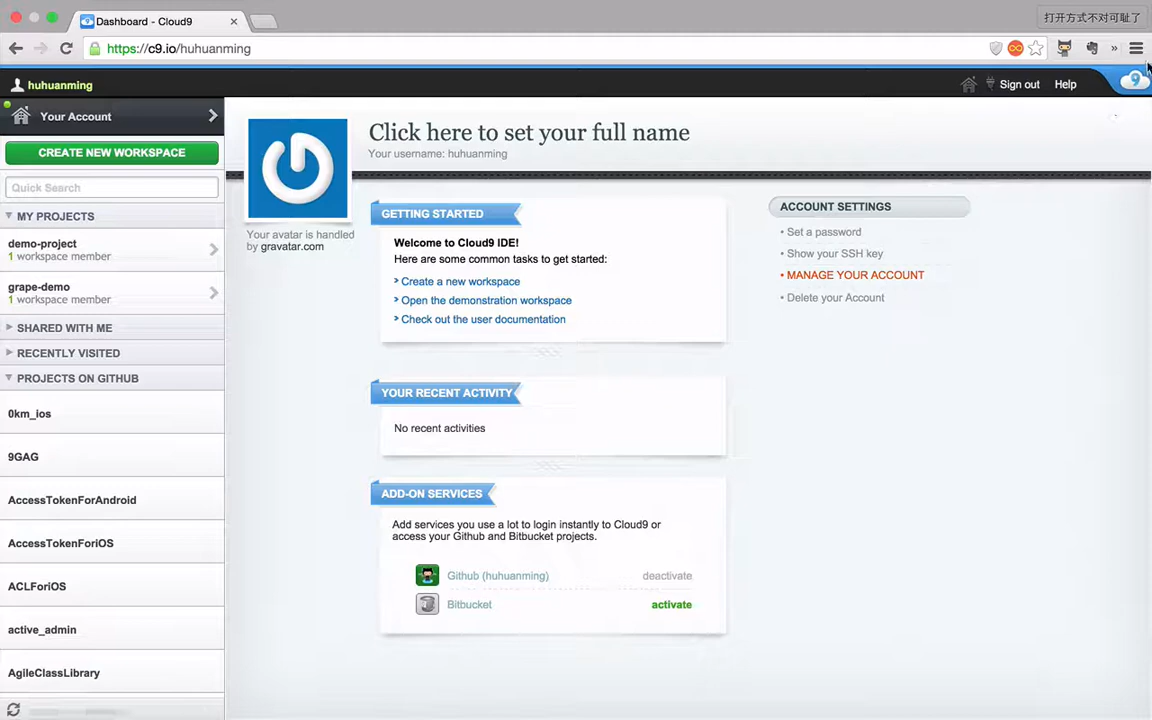 Dashboard - Cloud9
打开方式不对可耻了
https://c9.io/huhuanming
huhuanming
Sign out
Help
Your Account
CREATE NEW WORKSPACE
Quick Search
MY PROJECTS
demo-project
1 workspace member
grape-demo
1 workspace member
SHARED WITH ME
RECENTLY VISITED
PROJECTS ON GITHUB
0km_ios
9GAG
AccessTokenForAndroid
AccessTokenForiOS
ACLForiOS
active_admin
AgileClassLibrary
Click here to set your full name
Your username: huhuanming
Your avatar is handled
by gravatar.com
GETTING STARTED
Welcome to Cloud9 IDE!
Here are some common tasks to get started:
Create a new workspace
Open the demonstration workspace
Check out the user documentation
YOUR RECENT ACTIVITY
No recent activities
ADD-ON SERVICES
Add services you use a lot to login instantly to Cloud9 or
access your Github and Bitbucket projects.
Github (huhuanming) deactivate
Bitbucket activate
ACCOUNT SETTINGS
• Set a password
• Show your SSH key
• MANAGE YOUR ACCOUNT
• Delete your Account